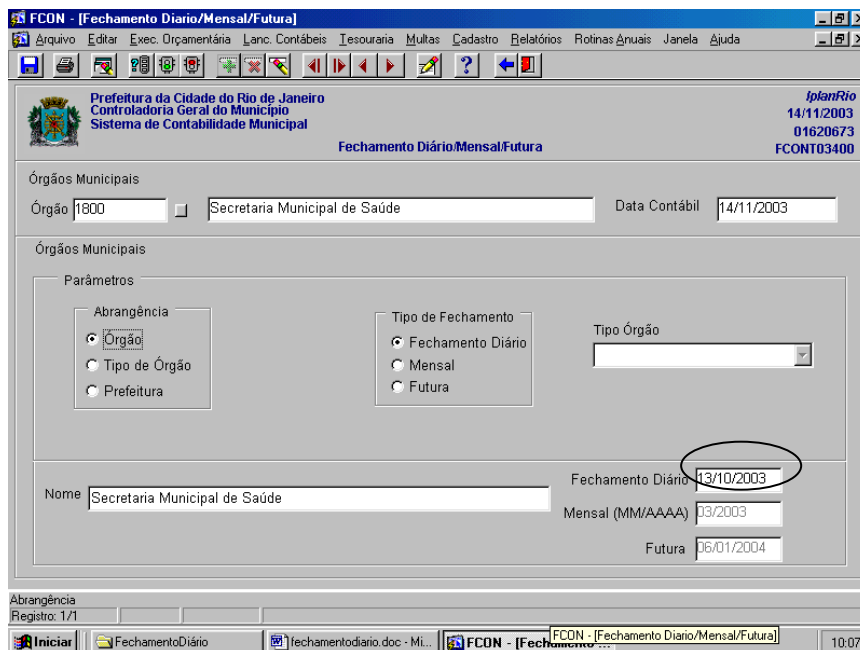 FCON - [Fechamento Diario/Mensal/Futura]
Arquivo Editar Exec. Orçamentária Lanc. Contábeis Tesouraria Multas Cadastro Relatórios Rotinas Anuais Janela Ajuda
Prefeitura da Cidade do Rio de Janeiro
Controladoria Geral do Município
Sistema de Contabilidade Municipal
Fechamento Diário/Mensal/Futura
IplanRio
14/11/2003
01620673
FCONT03400
Órgãos Municipais
Órgão 1800 Secretaria Municipal de Saúde Data Contábil 14/11/2003
Órgãos Municipais
Parâmetros
Abrangência
Órgão
Tipo de Órgão
Prefeitura
Tipo de Fechamento
Fechamento Diário
Mensal
Futura
Tipo Órgão
Nome Secretaria Municipal de Saúde
Fechamento Diário 13/10/2003
Mensal (MM/AAAA) 03/2003
Futura 06/01/2004
Abrangência
Registro: 1/1
Iniciar FechamentoDiário fechamentodiario.doc - Mi... FCON - [Fechamento ... 10:07
FCON - [Fechamento Diario/Mensal/Futura]